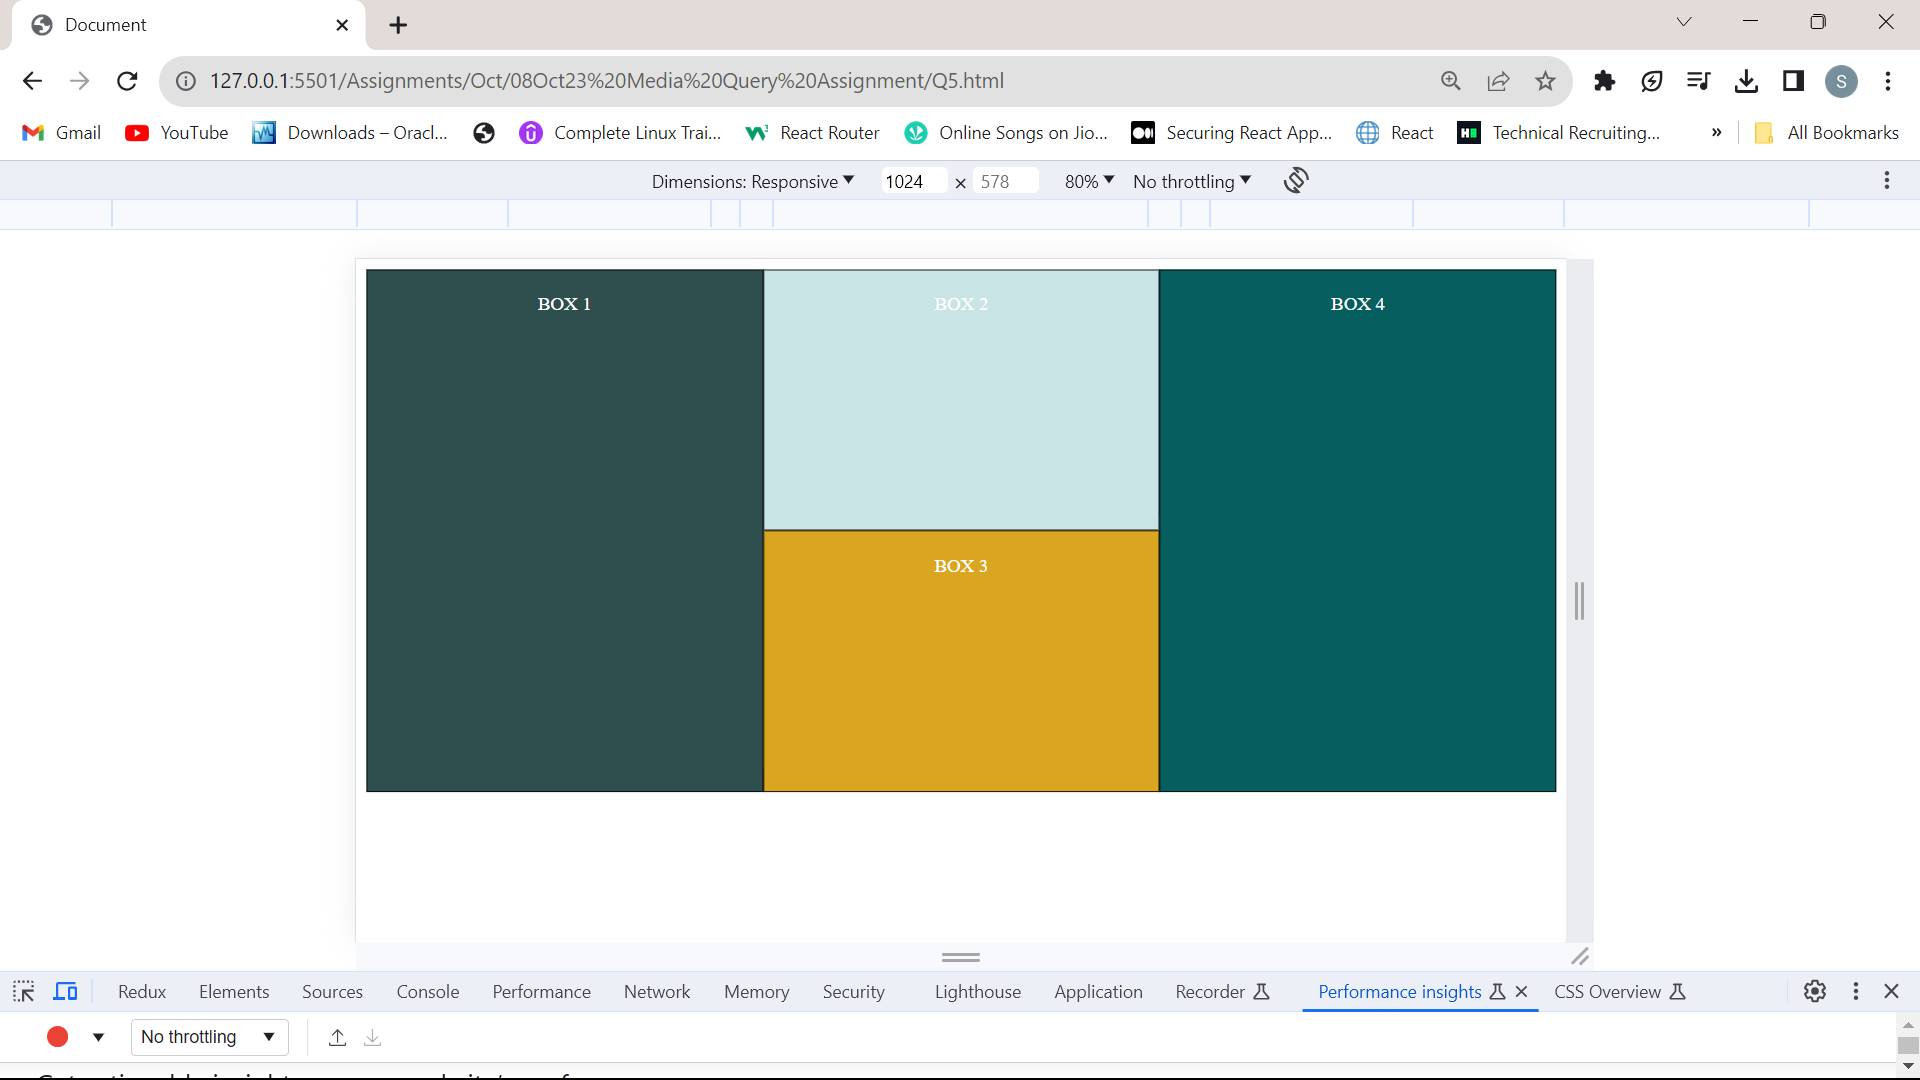 Document
127.0.0.1:5501/Assignments/Oct/08Oct23%20Media%20Query%20Assignment/Q5.html
S
Gmail YouTube Downloads – Oracl... Complete Linux Trai... React Router Online Songs on Jio... Securing React App... React Technical Recruiting... » All Bookmarks
Dimensions: Responsive 1024 × 578 80% No throttling
BOX 1 BOX 2 BOX 4
BOX 3
Redux Elements Sources Console Performance Network Memory Security Lighthouse Application Recorder Performance insights CSS Overview
No throttling